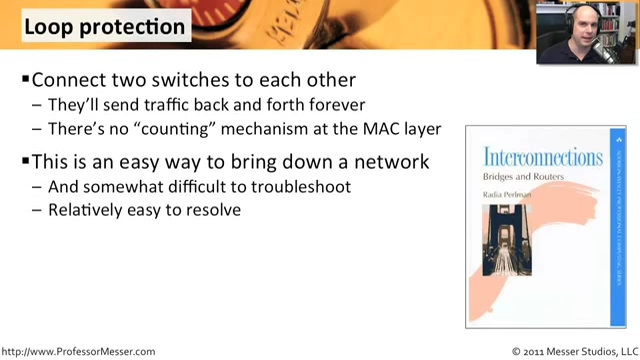 Loop protection
▪Connect two switches to each other
– They'll send traffic back and forth forever
– There's no “counting” mechanism at the MAC layer
▪This is an easy way to bring down a network
– And somewhat difficult to troubleshoot
– Relatively easy to resolve
Interconnections
Bridges and Routers
Radia Perlman
http://www.ProfessorMesser.com
© 2011 Messer Studios, LLC